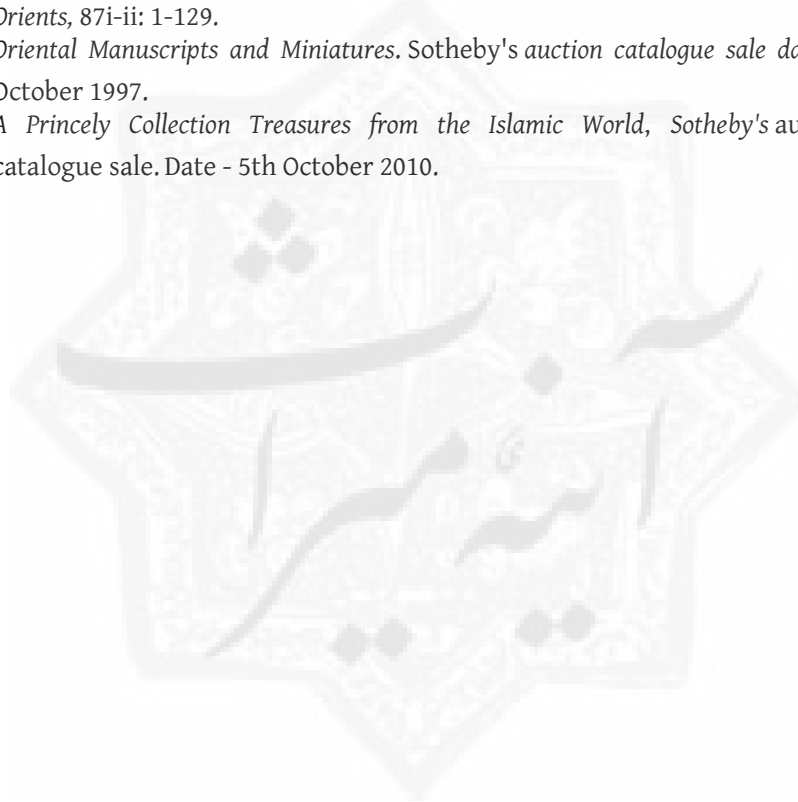 Orients, 87i-ii: 1-129.
Oriental Manuscripts and Miniatures. Sotheby's auction catalogue sale da
October 1997.
A Princely Collection Treasures from the Islamic World, Sotheby's au
catalogue sale. Date - 5th October 2010.
آینهٔ میراث